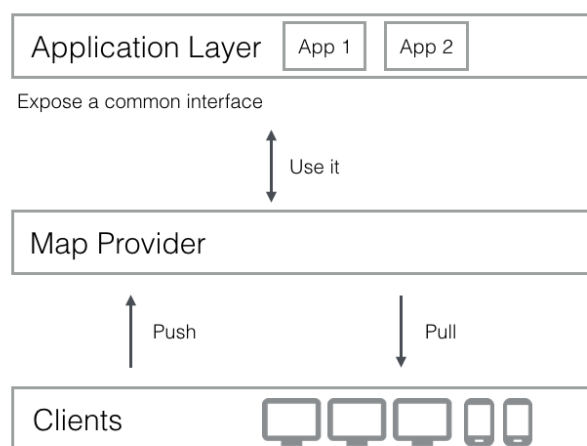 Application Layer App 1 App 2
Expose a common interface
Use it
Map Provider
Push Pull
Clients